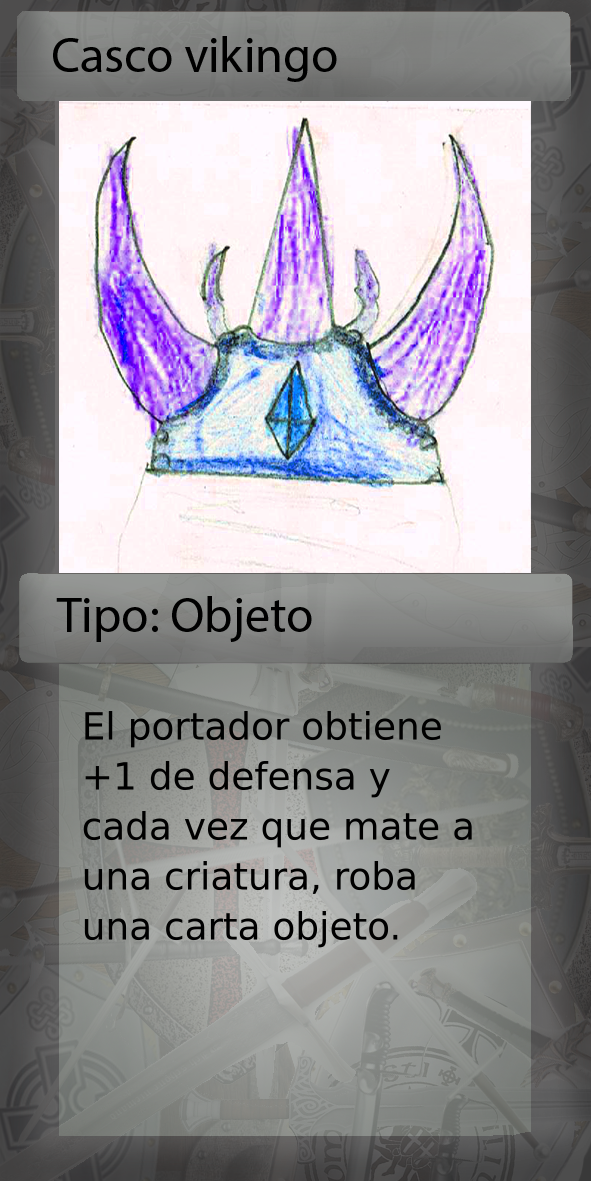 Casco vikingo
Tipo: Objeto
El portador obtiene
+1 de defensa y
cada vez que mate a
una criatura, roba
una carta objeto.